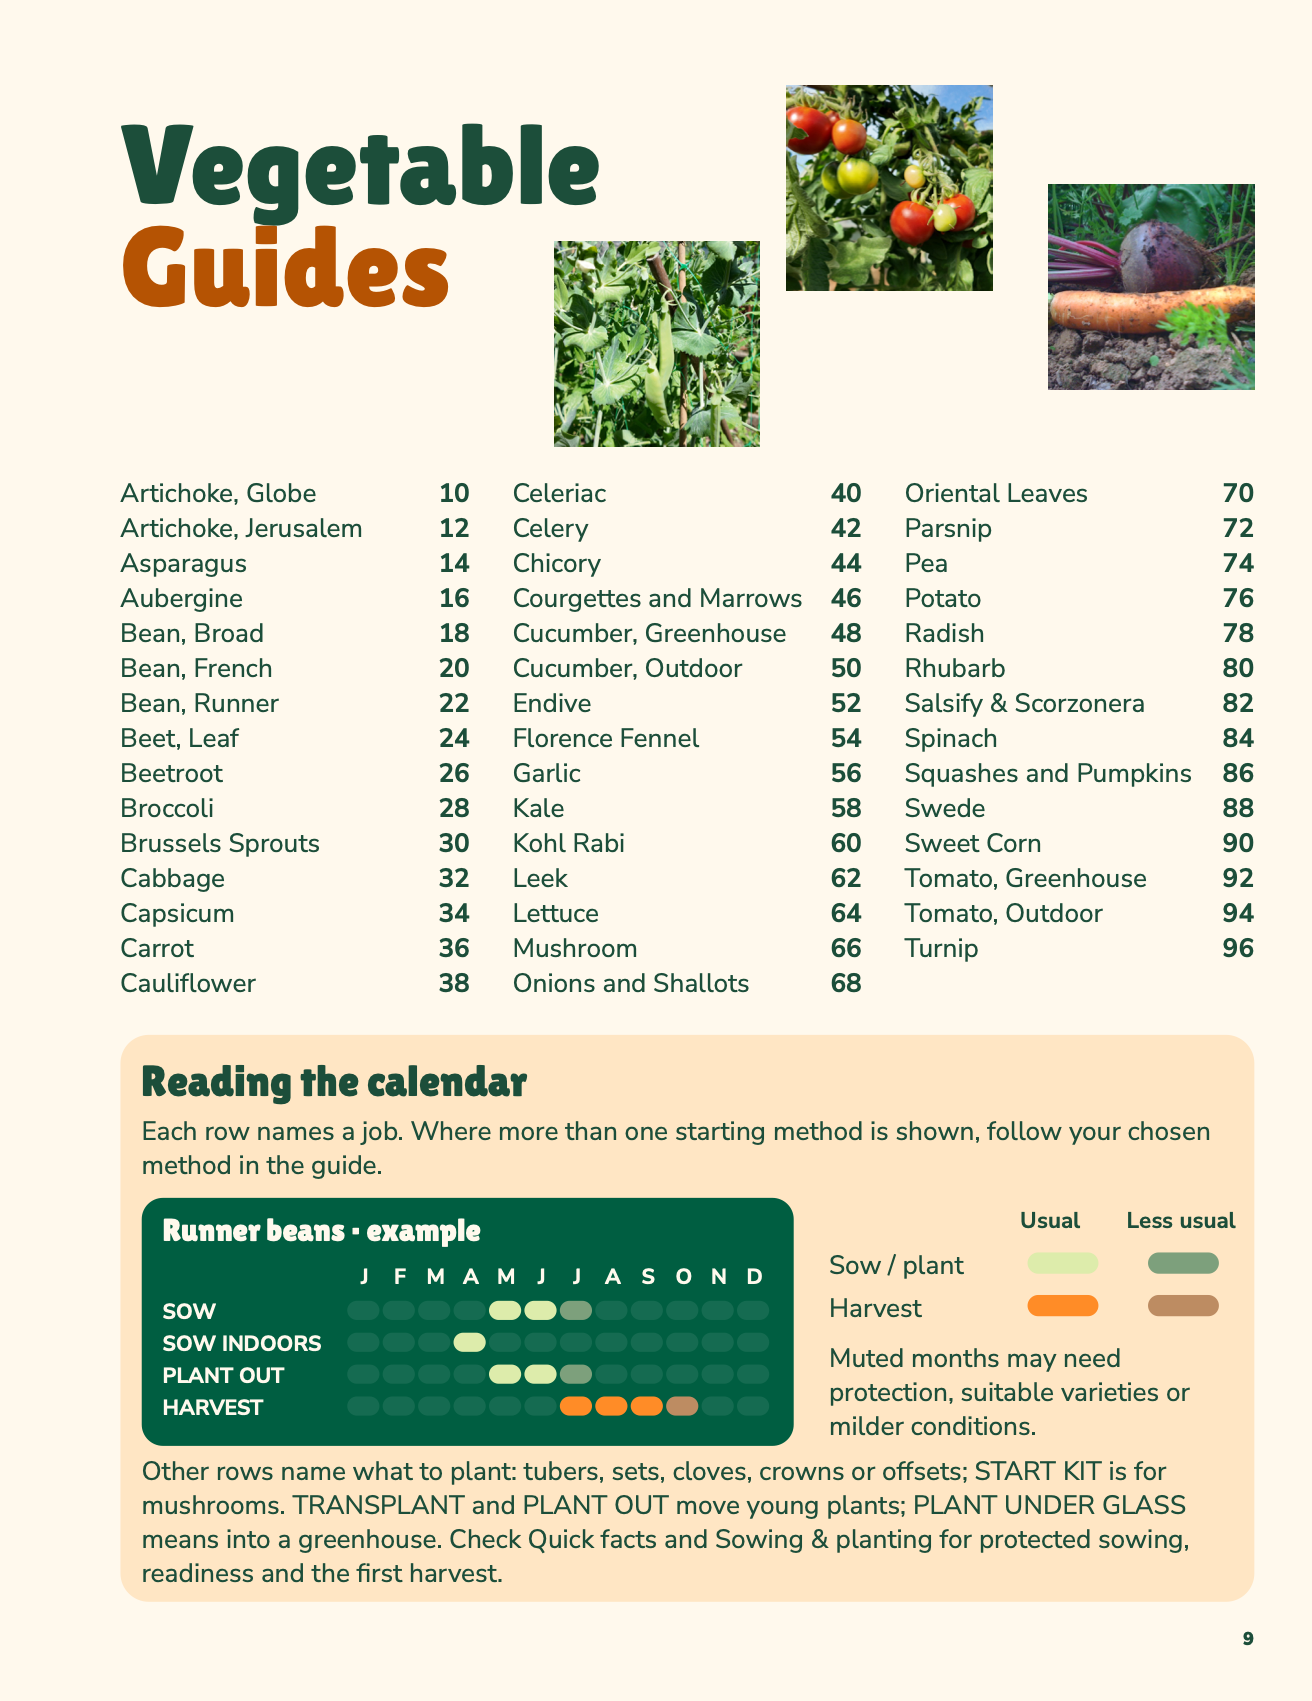 Vegetable
Guides
Artichoke, Globe 10
Artichoke, Jerusalem 12
Asparagus 14
Aubergine 16
Bean, Broad 18
Bean, French 20
Bean, Runner 22
Beet, Leaf 24
Beetroot 26
Broccoli 28
Brussels Sprouts 30
Cabbage 32
Capsicum 34
Carrot 36
Cauliflower 38
Celeriac 40
Celery 42
Chicory 44
Courgettes and Marrows 46
Cucumber, Greenhouse 48
Cucumber, Outdoor 50
Endive 52
Florence Fennel 54
Garlic 56
Kale 58
Kohl Rabi 60
Leek 62
Lettuce 64
Mushroom 66
Onions and Shallots 68
Oriental Leaves 70
Parsnip 72
Pea 74
Potato 76
Radish 78
Rhubarb 80
Salsify & Scorzonera 82
Spinach 84
Squashes and Pumpkins 86
Swede 88
Sweet Corn 90
Tomato, Greenhouse 92
Tomato, Outdoor 94
Turnip 96
Reading the calendar
Each row names a job. Where more than one starting method is shown, follow your chosen
method in the guide.
Runner beans · example
J F M A M J J A S O N D
SOW
SOW INDOORS
PLANT OUT
HARVEST
Usual Less usual
Sow / plant
Harvest
Muted months may need
protection, suitable varieties or
milder conditions.
Other rows name what to plant: tubers, sets, cloves, crowns or offsets; START KIT is for
mushrooms. TRANSPLANT and PLANT OUT move young plants; PLANT UNDER GLASS
means into a greenhouse. Check Quick facts and Sowing & planting for protected sowing,
readiness and the first harvest.
9